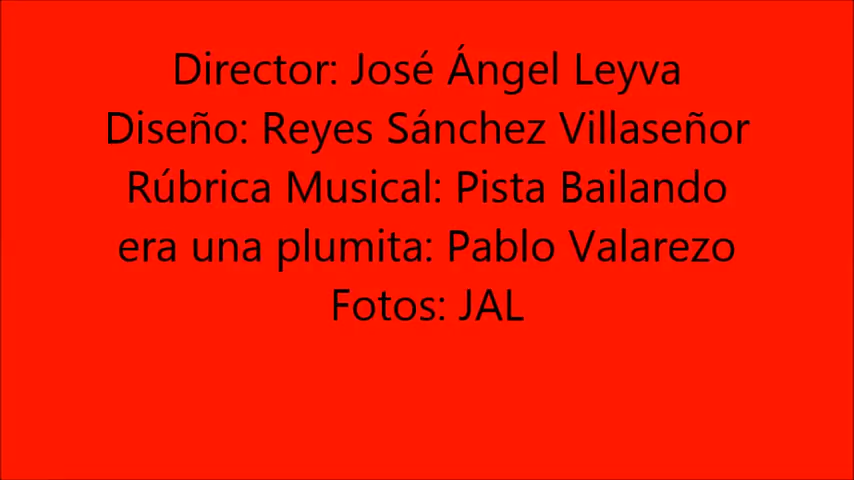 Director: José Ángel Leyva
Diseño: Reyes Sánchez Villaseñor
Rúbrica Musical: Pista Bailando
era una plumita: Pablo Valarezo
Fotos: JAL